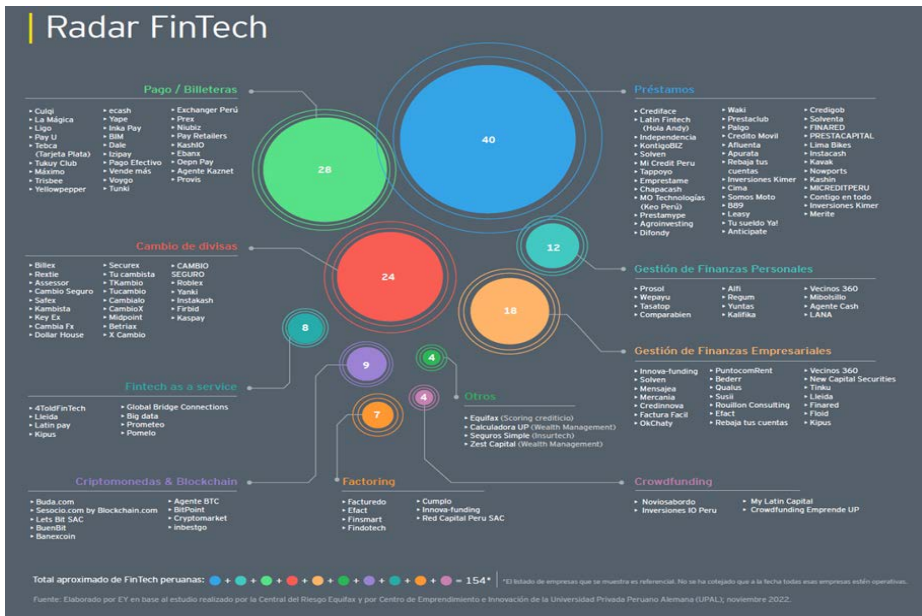 Radar FinTech
Pago / Billeteras
Culqi
La Mágica
Ligo
Pay U
Tebca
(Tarjeta Plata)
Tukuy Club
Máximo
Trisbee
Yellowpepper
ecash
Yape
Inka Pay
BIM
Dale
Izipay
Pago Efectivo
Vende más
Voygo
Tunki
Exchanger Perú
Prex
Niubiz
Pay Retailers
KashIO
Ebanx
Oepn Pay
Agente Kaznet
Provis
28
40
Préstamos
Crediface
Latin Fintech
(Hola Andy)
Independencia
KontigoBIZ
Solven
Mi Credit Peru
Tappoyo
Emprestame
Chapacash
MO Technologías
(Keo Perú)
Prestamype
Agroinvesting
Difondy
Waki
Prestaclub
Palgo
Credito Movil
Afluenta
Apurata
Rebaja tus
cuentas
Inversiones Kimer
Cima
Somos Moto
B89
Leasy
Tu sueldo Ya!
Anticipate
Credigob
Solventa
FINARED
PRESTACAPITAL
Lima Bikes
Instacash
Kavak
Nowports
Kashin
MICREDITPERU
Contigo en todo
Inversiones Kimer
Merite
Cambio de divisas
Billex
Rextie
Assessor
Cambio Seguro
Safex
Kambista
Key Ex
Cambia Fx
Dollar House
Securex
Tu cambista
TKambio
Tucambio
Cambialo
CambioX
Midpoint
Betriax
X Cambio
CAMBIO
SEGURO
Roblex
Yanki
Instakash
Firbid
Kaspay
24
12
Gestión de Finanzas Personales
Prosol
Wepayu
Tasatop
Comparabien
Alfi
Regum
Yuntas
Kalifika
Vecinos 360
Mibolsillo
Agente Cash
LANA
18
Gestión de Finanzas Empresariales
Innova-funding
Solven
Mensajea
Mercania
Credinnova
Factura Facil
OkChaty
PuntocomRent
Bederr
Qualus
Susii
Rouillon Consulting
Efact
Rebaja tus cuentas
Vecinos 360
New Capital Securities
Tinku
Lleida
Finared
Floid
Kipus
8
Fintech as a service
4ToldFinTech
Lleida
Latin pay
Kipus
Global Bridge Connections
Big data
Prometeo
Pomelo
9
4
4
7
Otros
Equifax (Scoring crediticio)
Calculadora UP (Wealth Management)
Seguros Simple (Insurtech)
Zest Capital (Wealth Management)
Criptomonedas & Blockchain
Buda.com
Sesocio.com by Blockchain.com
Lets Bit SAC
BuenBit
Banexcoin
Agente BTC
BitPoint
Cryptomarket
inbestgo
Factoring
Facturedo
Efact
Finsmart
Findotech
Cumplo
Innova-funding
Red Capital Peru SAC
Crowdfunding
Noviosabordo
Inversiones IO Peru
My Latin Capital
Crowdfunding Emprende UP
Total aproximado de FinTech peruanas: + + + + + + + + + = 154* *El listado de empresas que se muestra es referencial. No se ha cotejado que a la fecha todas esas empresas estén operativas.
Fuente: Elaborado por EY en base al estudio realizado por la Central del Riesgo Equifax y por Centro de Emprendimiento e Innovación de la Universidad Privada Peruano Alemana (UPAL); noviembre 2022.